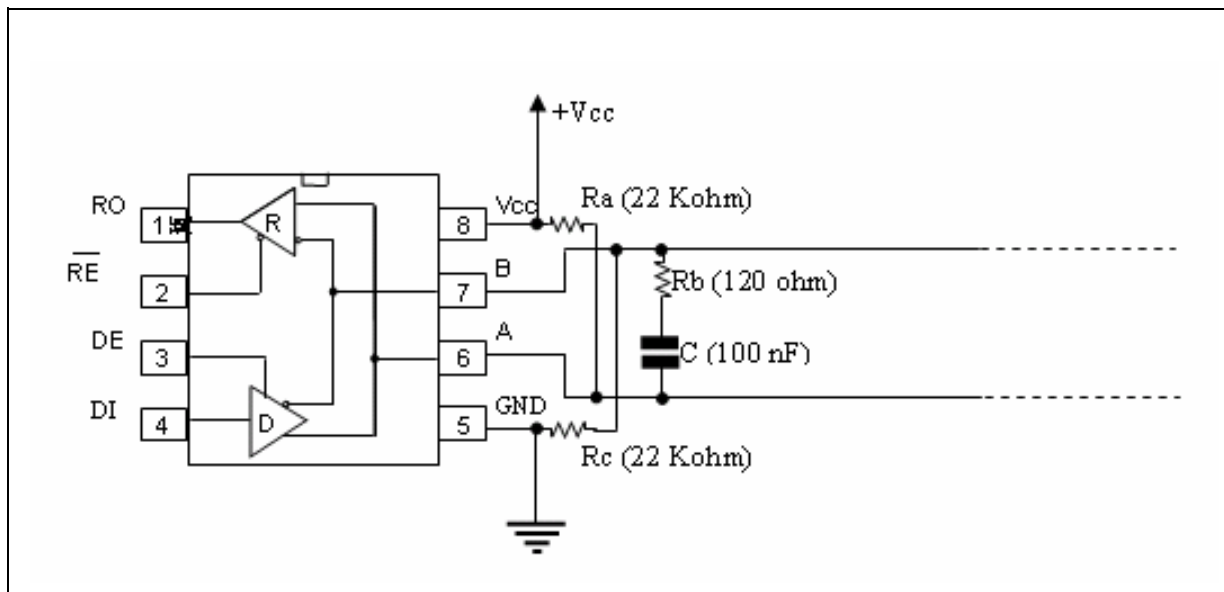 +Vcc
RO
1
R
Vcc
8
Ra (22 Kohm)
RE
2
B
7
Rb (120 ohm)
DE
3
A
6
C (100 nF)
DI
4
D
GND
5
Rc (22 Kohm)